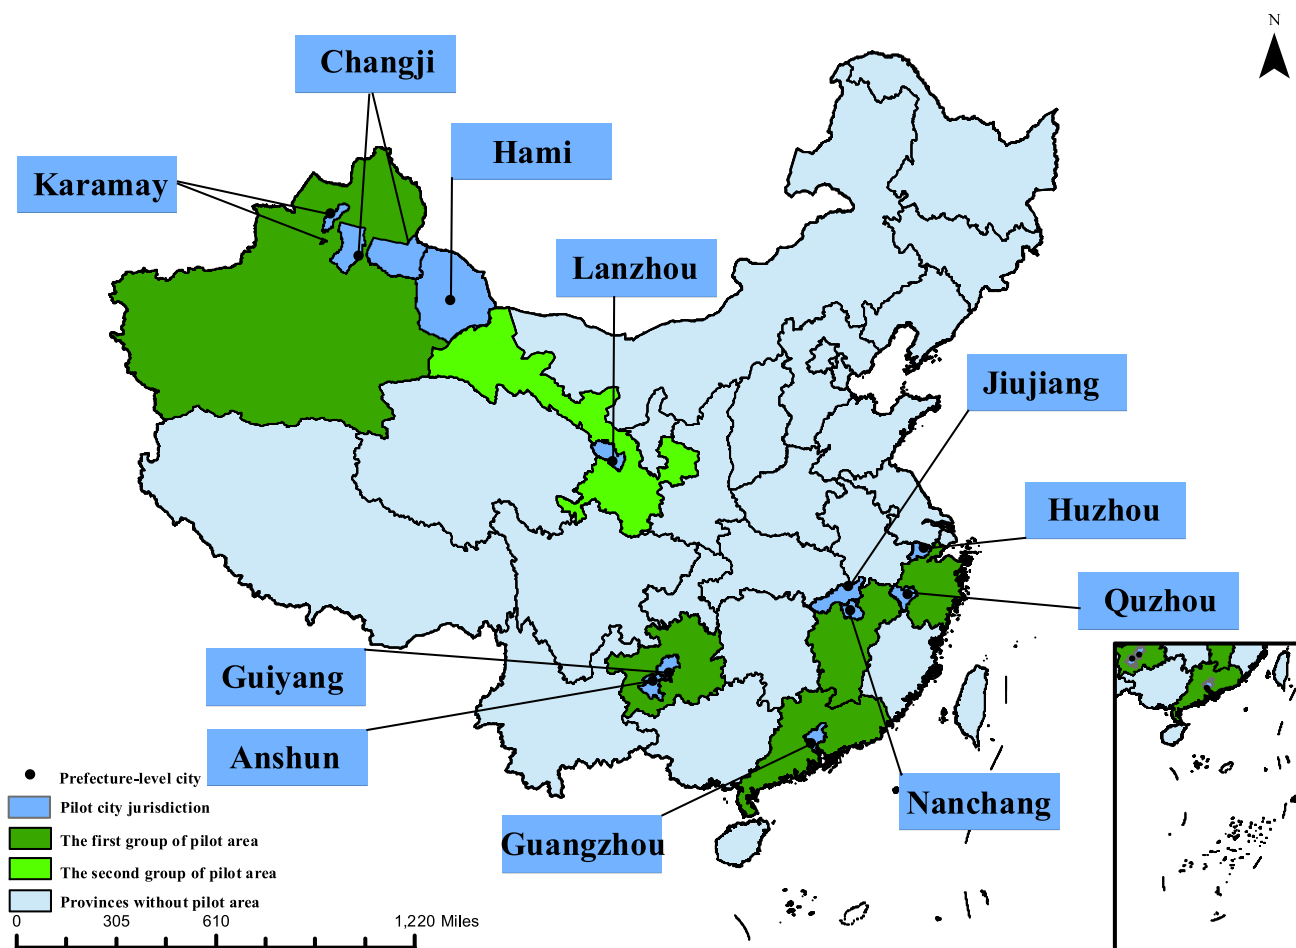 N
Changji
Hami
Karamay
Lanzhou
Jiujiang
Huzhou
Quzhou
Guiyang
Anshun
Nanchang
Guangzhou
Prefecture-level city
Pilot city jurisdiction
The first group of pilot area
The second group of pilot area
Provinces without pilot area
0 305 610 1,220 Miles